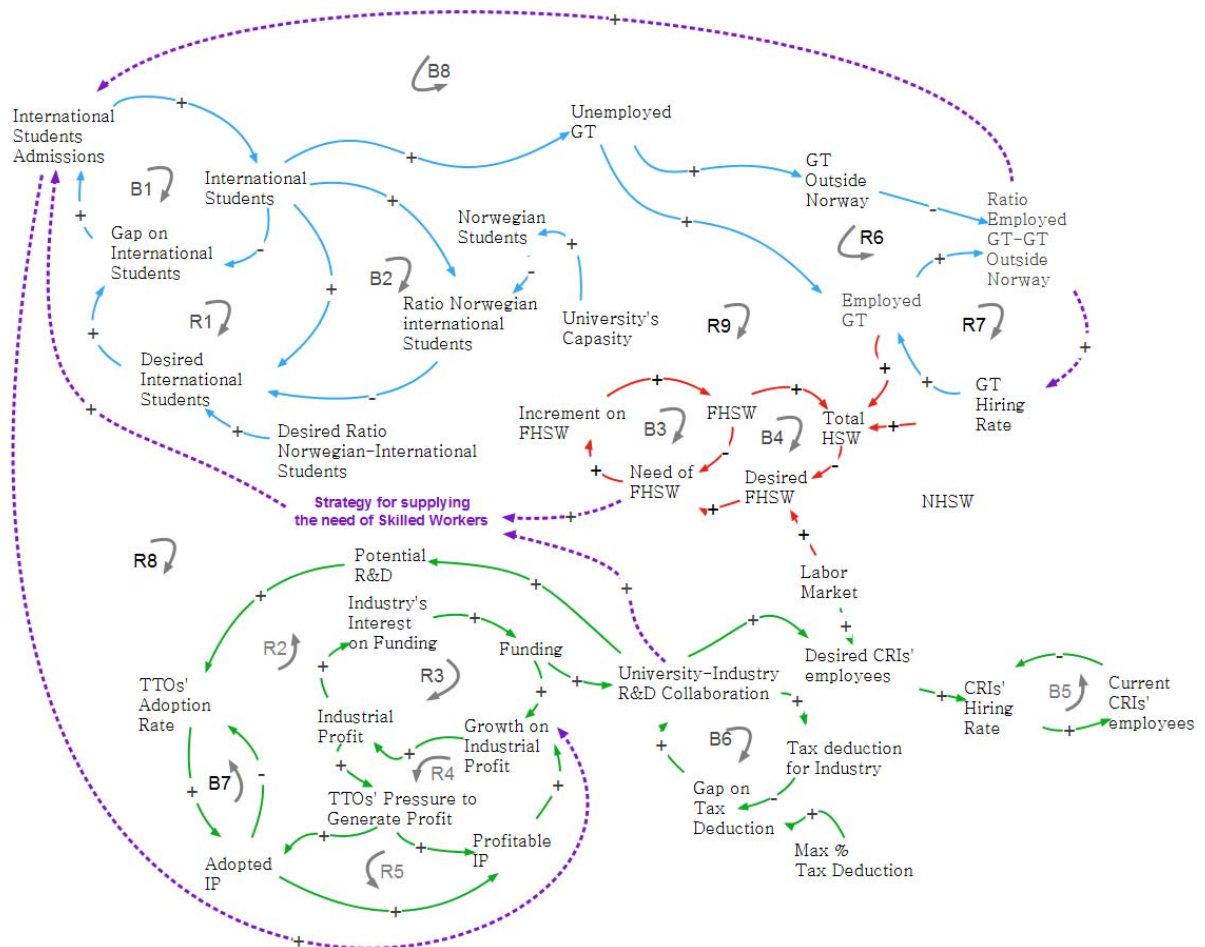 +
B8
International
Students
Admissions
+
Unemployed
GT
B1
+
International
Students
+
+
GT
Outside
Norway
-
Ratio
Employed
GT-GT
Outside
Norway
+
Gap on
International
Students
-
Norwegian
Students
+
-
+
R6
+
B2
+
R1
+
Ratio Norwegian
international
Students
University's
Capasity
R9
Employed
GT
R7
+
+
Desired
International
Students
-
+
+
GT
Hiring
Rate
+
+
Desired Ratio
Norwegian-International
Students
Increment on
FHSW
+
B3
FHSW
+
B4
Total
HSW
+
+
Need of
FHSW
-
Desired
FHSW
-
+
NHSW
Strategy for supplying
the need of Skilled Workers
+
+
R8
Potential
R&D
+
+
+
Labor
Market
+
Industry's
Interest
on Funding
+
R2
+
R3
Funding
+
+
University-Industry
R&D Collaboration
+
Desired CRIs'
employees
+
TTOs'
Adoption
Rate
Industrial
Profit
Growth on
Industrial
Profit
+
R4
+
B6
+
Tax deduction
for Industry
CRIs'
Hiring
Rate
-
B5
+
Current
CRIs'
employees
+
B7
-
+
TTOs' Pressure to
Generate Profit
+
Gap on
Tax
Deduction
-
+
Adopted
IP
+
R5
+
Profitable
IP
Max %
Tax Deduction
+
+